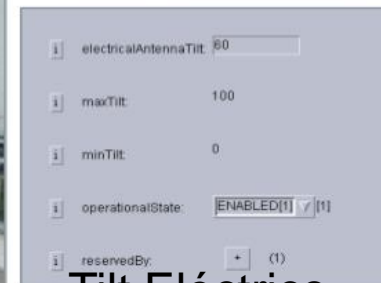 i electricalAntennaTilt: 60
i maxTilt: 100
i minTilt: 0
i operationalState: ENABLED[1] [1]
i reservedBy: + (1)
Tilt Eléctrico